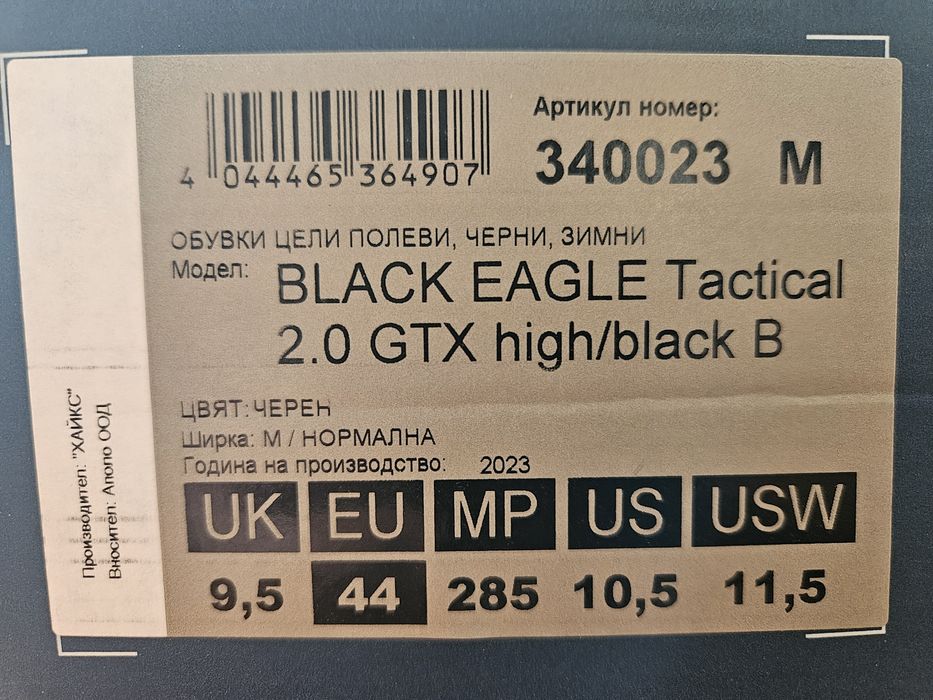 4 044465 364907
Артикул номер:
340023 M
ОБУВКИ ЦЕЛИ ПОЛЕВИ, ЧЕРНИ, ЗИМНИ
Модел: BLACK EAGLE Tactical
2.0 GTX high/black B
ЦВЯТ: ЧЕРЕН
Ширка: М / НОРМАЛНА
Година на производство: 2023
UK EU MP US USW
9,5 44 285 10,5 11,5
Производител: "ХАЙКС"
Вносител: Аполо ООД